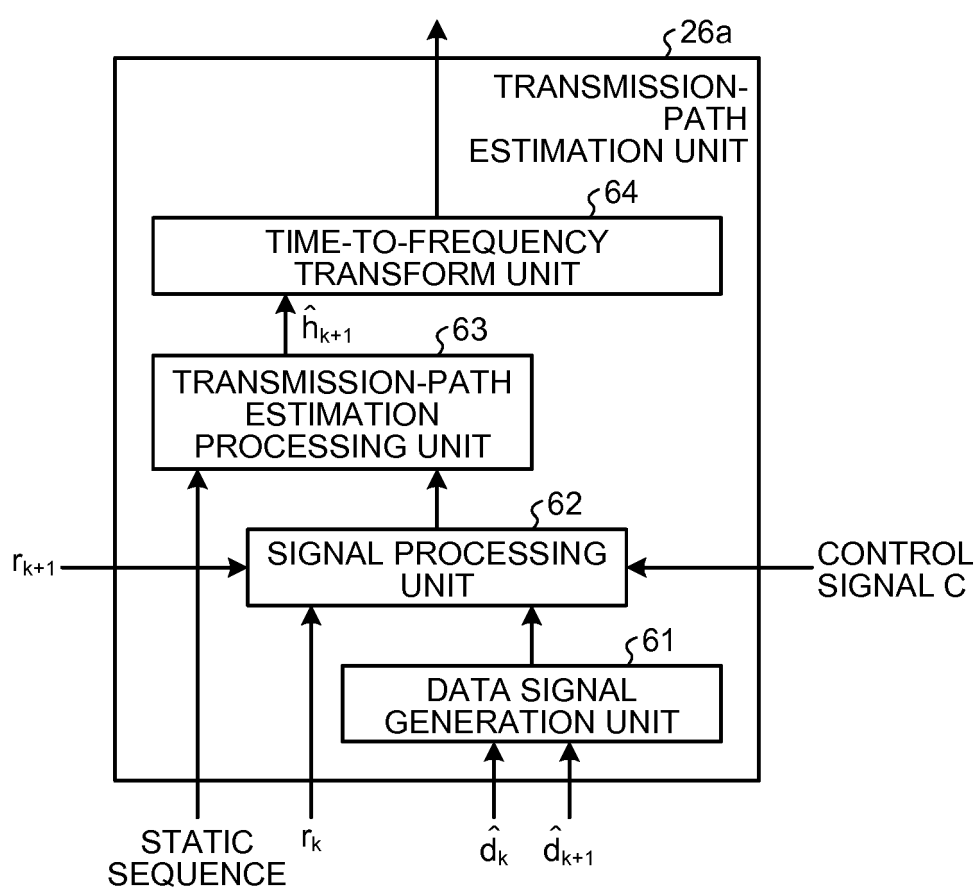 26a
TRANSMISSION-
PATH
ESTIMATION UNIT
64
TIME-TO-FREQUENCY
TRANSFORM UNIT
ĥk+1
63
TRANSMISSION-PATH
ESTIMATION
PROCESSING UNIT
62
SIGNAL PROCESSING
UNIT
rk+1
CONTROL
SIGNAL C
61
DATA SIGNAL
GENERATION UNIT
STATIC
SEQUENCE
rk
d̂k
d̂k+1